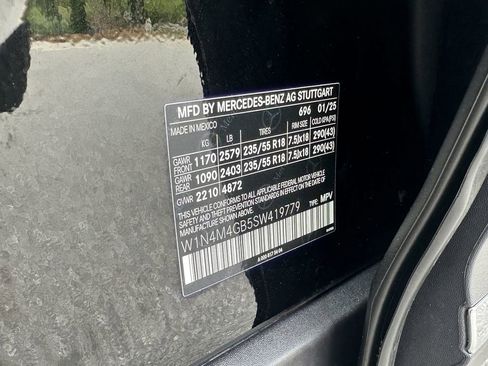 MFD BY MERCEDES-BENZ AG STUTTGART
MADE IN MEXICO 696 01/25
KG LB TIRES RIM SIZE COLD KPA(PSI)
GAWR FRONT 1170 2579 235/55 R18 7.5Jx18 290(43)
GAWR REAR 1090 2403 235/55 R18 7.5Jx18 290(43)
GVWR 2210 4872
THIS VEHICLE CONFORMS TO ALL APPLICABLE U.S. FEDERAL MOTOR VEHICLE
SAFETY, BUMPER, AND THEFT PREVENTION STANDARDS IN
EFFECT ON THE DATE OF MANUFACTURE SHOWN ABOVE.
W1N4M4GB5SW419779 TYPE: MPV